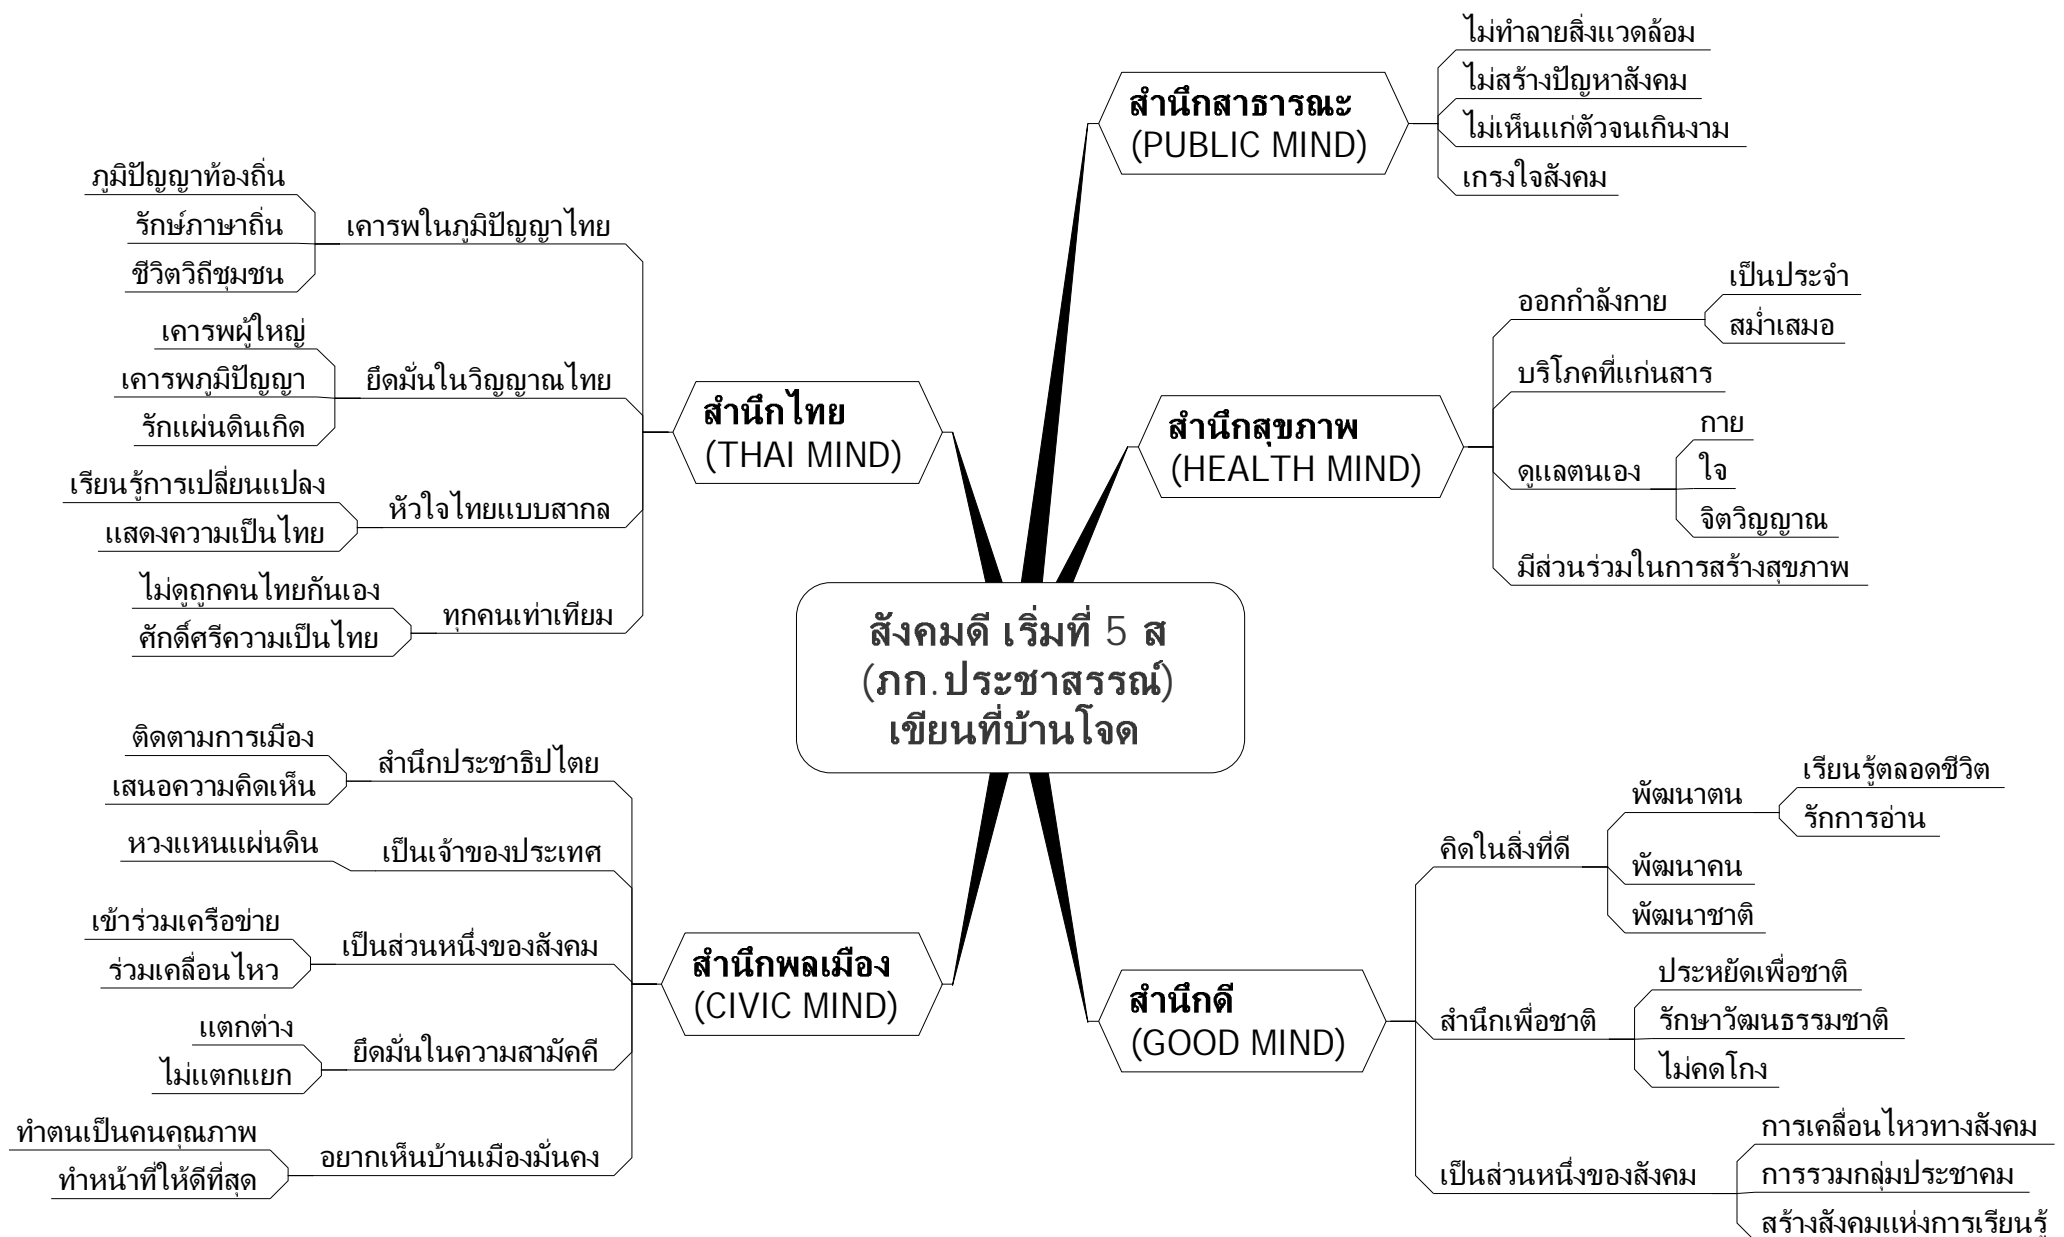 สังคมดี เริ่มที่ 5 ส
(ภก.ประชาสรรณ์)
เขียนที่บ้านโจด
สำนึกสาธารณะ
(PUBLIC MIND)
ไม่ทำลายสิ่งแวดล้อม
ไม่สร้างปัญหาสังคม
ไม่เห็นแก่ตัวจนเกินงาม
เกรงใจสังคม
สำนึกสุขภาพ
(HEALTH MIND)
ออกกำลังกาย
เป็นประจำ
สม่ำเสมอ
บริโภคที่แก่นสาร
ดูแลตนเอง
กาย
ใจ
จิตวิญญาณ
มีส่วนร่วมในการสร้างสุขภาพ
สำนึกดี
(GOOD MIND)
คิดในสิ่งที่ดี
พัฒนาตน
เรียนรู้ตลอดชีวิต
รักการอ่าน
พัฒนาคน
พัฒนาชาติ
สำนึกเพื่อชาติ
ประหยัดเพื่อชาติ
รักษาวัฒนธรรมชาติ
ไม่คดโกง
เป็นส่วนหนึ่งของสังคม
การเคลื่อนไหวทางสังคม
การรวมกลุ่มประชาคม
สร้างสังคมแห่งการเรียนรู้
สำนึกไทย
(THAI MIND)
เคารพในภูมิปัญญาไทย
ภูมิปัญญาท้องถิ่น
รักษ์ภาษาถิ่น
ชีวิตวิถีชุมชน
ยึดมั่นในวิญญาณไทย
เคารพผู้ใหญ่
เคารพภูมิปัญญา
รักแผ่นดินเกิด
หัวใจไทยแบบสากล
เรียนรู้การเปลี่ยนแปลง
แสดงความเป็นไทย
ทุกคนเท่าเทียม
ไม่ดูถูกคนไทยกันเอง
ศักดิ์ศรีความเป็นไทย
สำนึกพลเมือง
(CIVIC MIND)
สำนึกประชาธิปไตย
ติดตามการเมือง
เสนอความคิดเห็น
เป็นเจ้าของประเทศ
หวงแหนแผ่นดิน
เป็นส่วนหนึ่งของสังคม
เข้าร่วมเครือข่าย
ร่วมเคลื่อนไหว
ยึดมั่นในความสามัคคี
แตกต่าง
ไม่แตกแยก
อยากเห็นบ้านเมืองมั่นคง
ทำตนเป็นคนคุณภาพ
ทำหน้าที่ให้ดีที่สุด